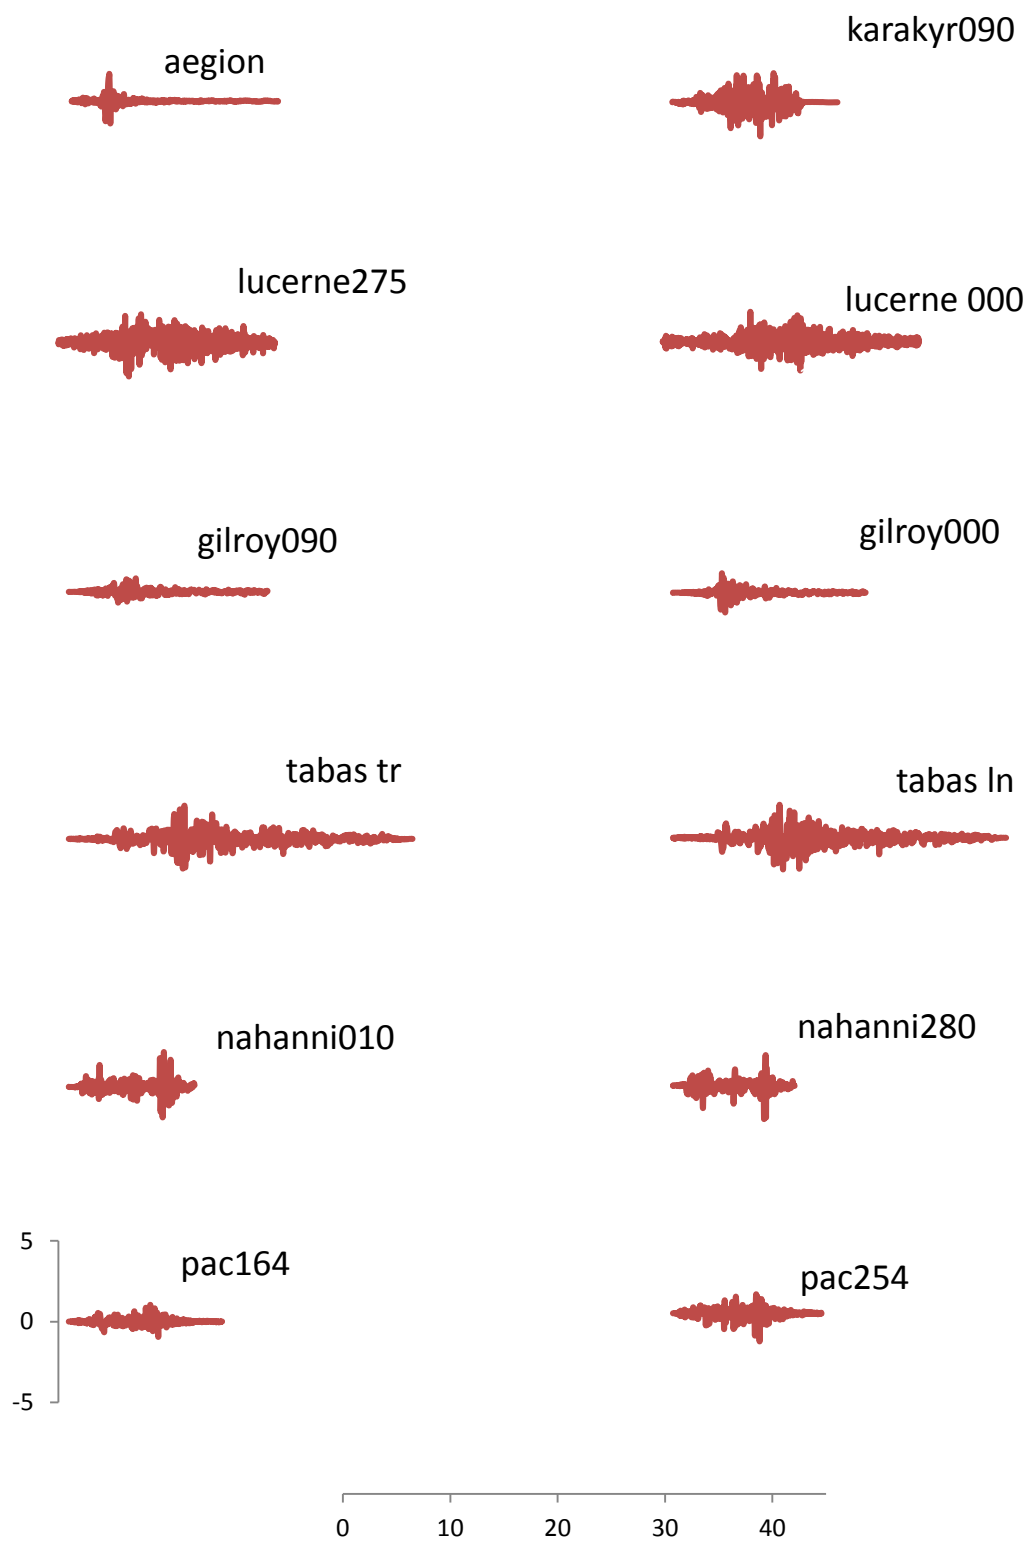 aegion
karakyr090
lucerne275
lucerne 000
gilroy090
gilroy000
tabas tr
tabas ln
nahanni010
nahanni280
5
pac164
pac254
0
-5
0 10 20 30 40